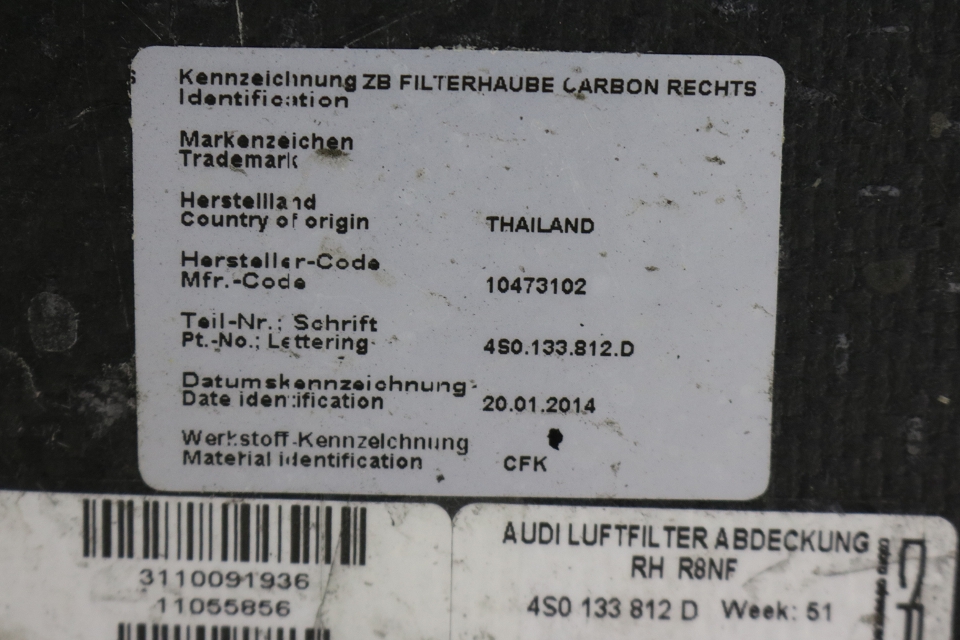 Kennzeichnung ZB FILTERHAUBE CARBON RECHTS
Identification
Markenzeichen
Trademark
Herstellland
Country of origin THAILAND
Hersteller-Code
Mfr.-Code 10473102
Teil-Nr.; Schrift
Pt.-No.; Lettering 4S0.133.812.D
Datumskennzeichnung
Date identification 20.01.2014
Werkstoff-Kennzeichnung
Material identification CFK
3110091936
11055856
AUDI LUFTFILTER ABDECKUNG
RH R8NF
4S0 133 812 D Week: 51